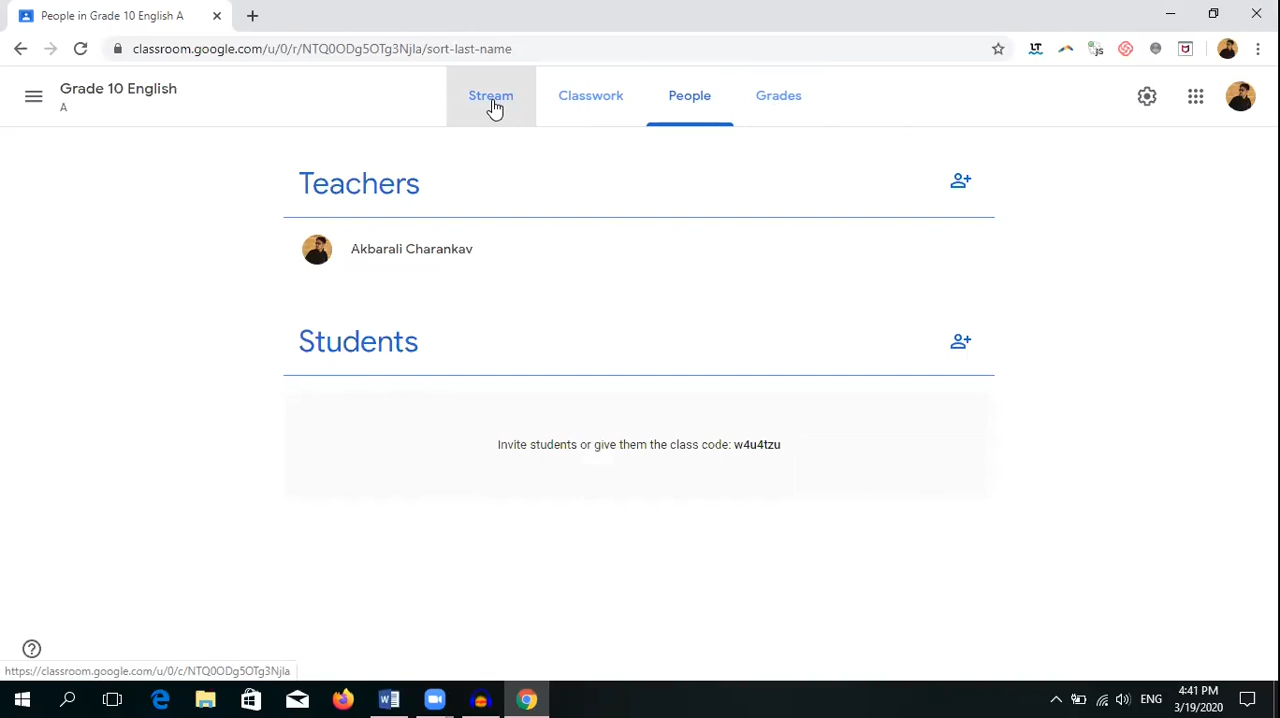 People in Grade 10 English A
classroom.google.com/u/0/r/NTQ0ODg5OTg3Njla/sort-last-name
Grade 10 English
A
Stream
Classwork
People
Grades
Teachers
Akbarali Charankav
Students
Invite students or give them the class code: w4u4tzu
https://classroom.google.com/u/0/c/NTQ0ODg5OTg3Njla
ENG
4:41 PM
3/19/2020